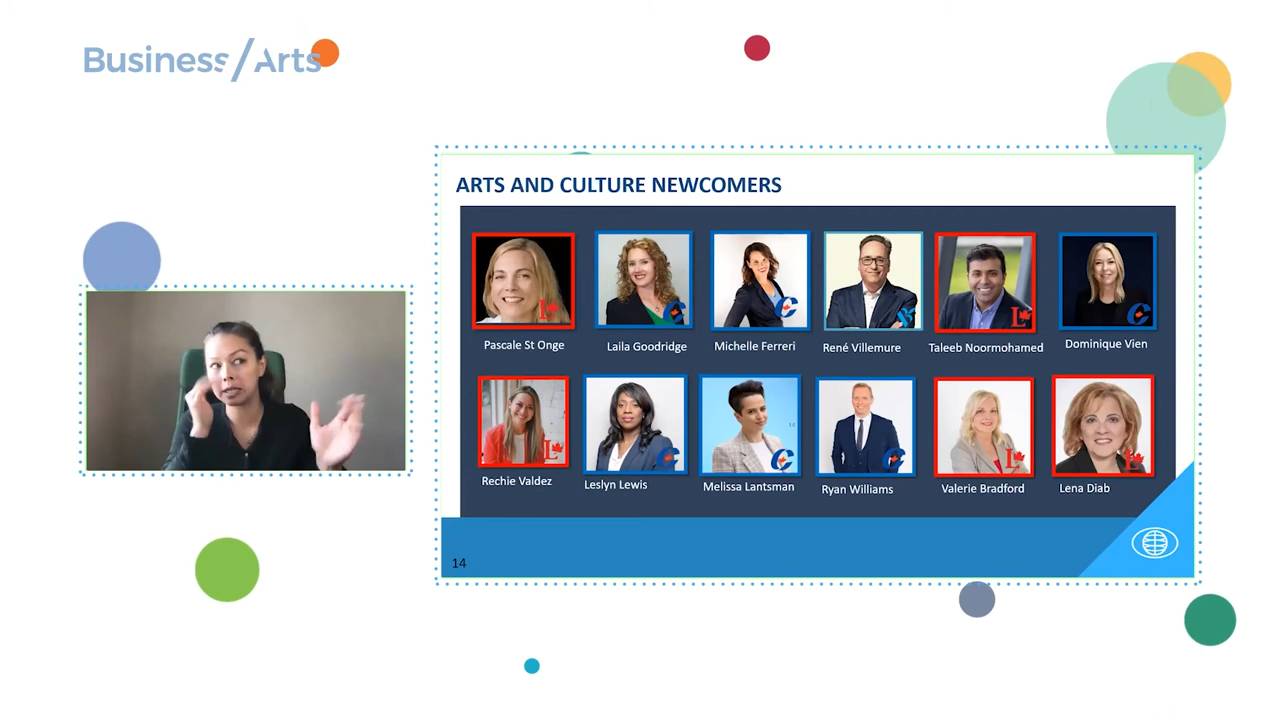 Business/Arts
ARTS AND CULTURE NEWCOMERS
Pascale St Onge
Laila Goodridge
Michelle Ferreri
René Villemure
Taleeb Noormohamed
Dominique Vien
Rechie Valdez
Leslyn Lewis
Melissa Lantsman
Ryan Williams
Valerie Bradford
Lena Diab
14
14